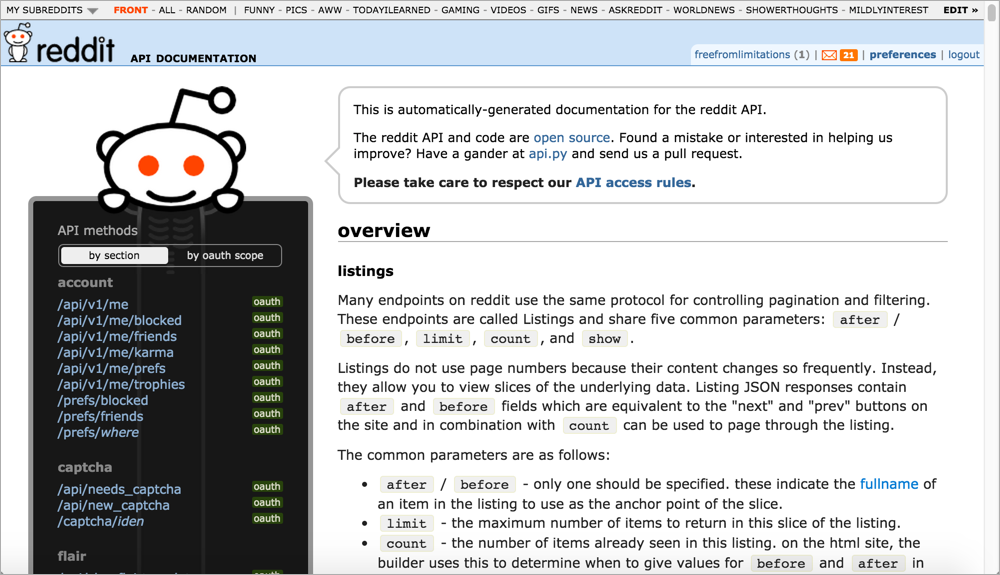 MY SUBREDDITS FRONT - ALL - RANDOM | FUNNY - PICS - AWW - TODAYILEARNED - GAMING - VIDEOS - GIFS - NEWS - ASKREDDIT - WORLDNEWS - SHOWERTHOUGHTS - MILDLYINTEREST EDIT »
reddit API DOCUMENTATION
freefromlimitations (1) | 21 | preferences | logout
This is automatically-generated documentation for the reddit API.
The reddit API and code are open source. Found a mistake or interested in helping us
improve? Have a gander at api.py and send us a pull request.
Please take care to respect our API access rules.
API methods
by section by oauth scope
account
/api/v1/me oauth
/api/v1/me/blocked oauth
/api/v1/me/friends oauth
/api/v1/me/karma oauth
/api/v1/me/prefs oauth
/api/v1/me/trophies oauth
/prefs/blocked oauth
/prefs/friends oauth
/prefs/where oauth
captcha
/api/needs_captcha oauth
/api/new_captcha oauth
/captcha/iden oauth
flair
overview
listings
Many endpoints on reddit use the same protocol for controlling pagination and filtering.
These endpoints are called Listings and share five common parameters: after /
before , limit , count , and show .
Listings do not use page numbers because their content changes so frequently. Instead,
they allow you to view slices of the underlying data. Listing JSON responses contain
after and before fields which are equivalent to the "next" and "prev" buttons on
the site and in combination with count can be used to page through the listing.
The common parameters are as follows:
• after / before - only one should be specified. these indicate the fullname of
an item in the listing to use as the anchor point of the slice.
• limit - the maximum number of items to return in this slice of the listing.
• count - the number of items already seen in this listing. on the html site, the
builder uses this to determine when to give values for before and after in